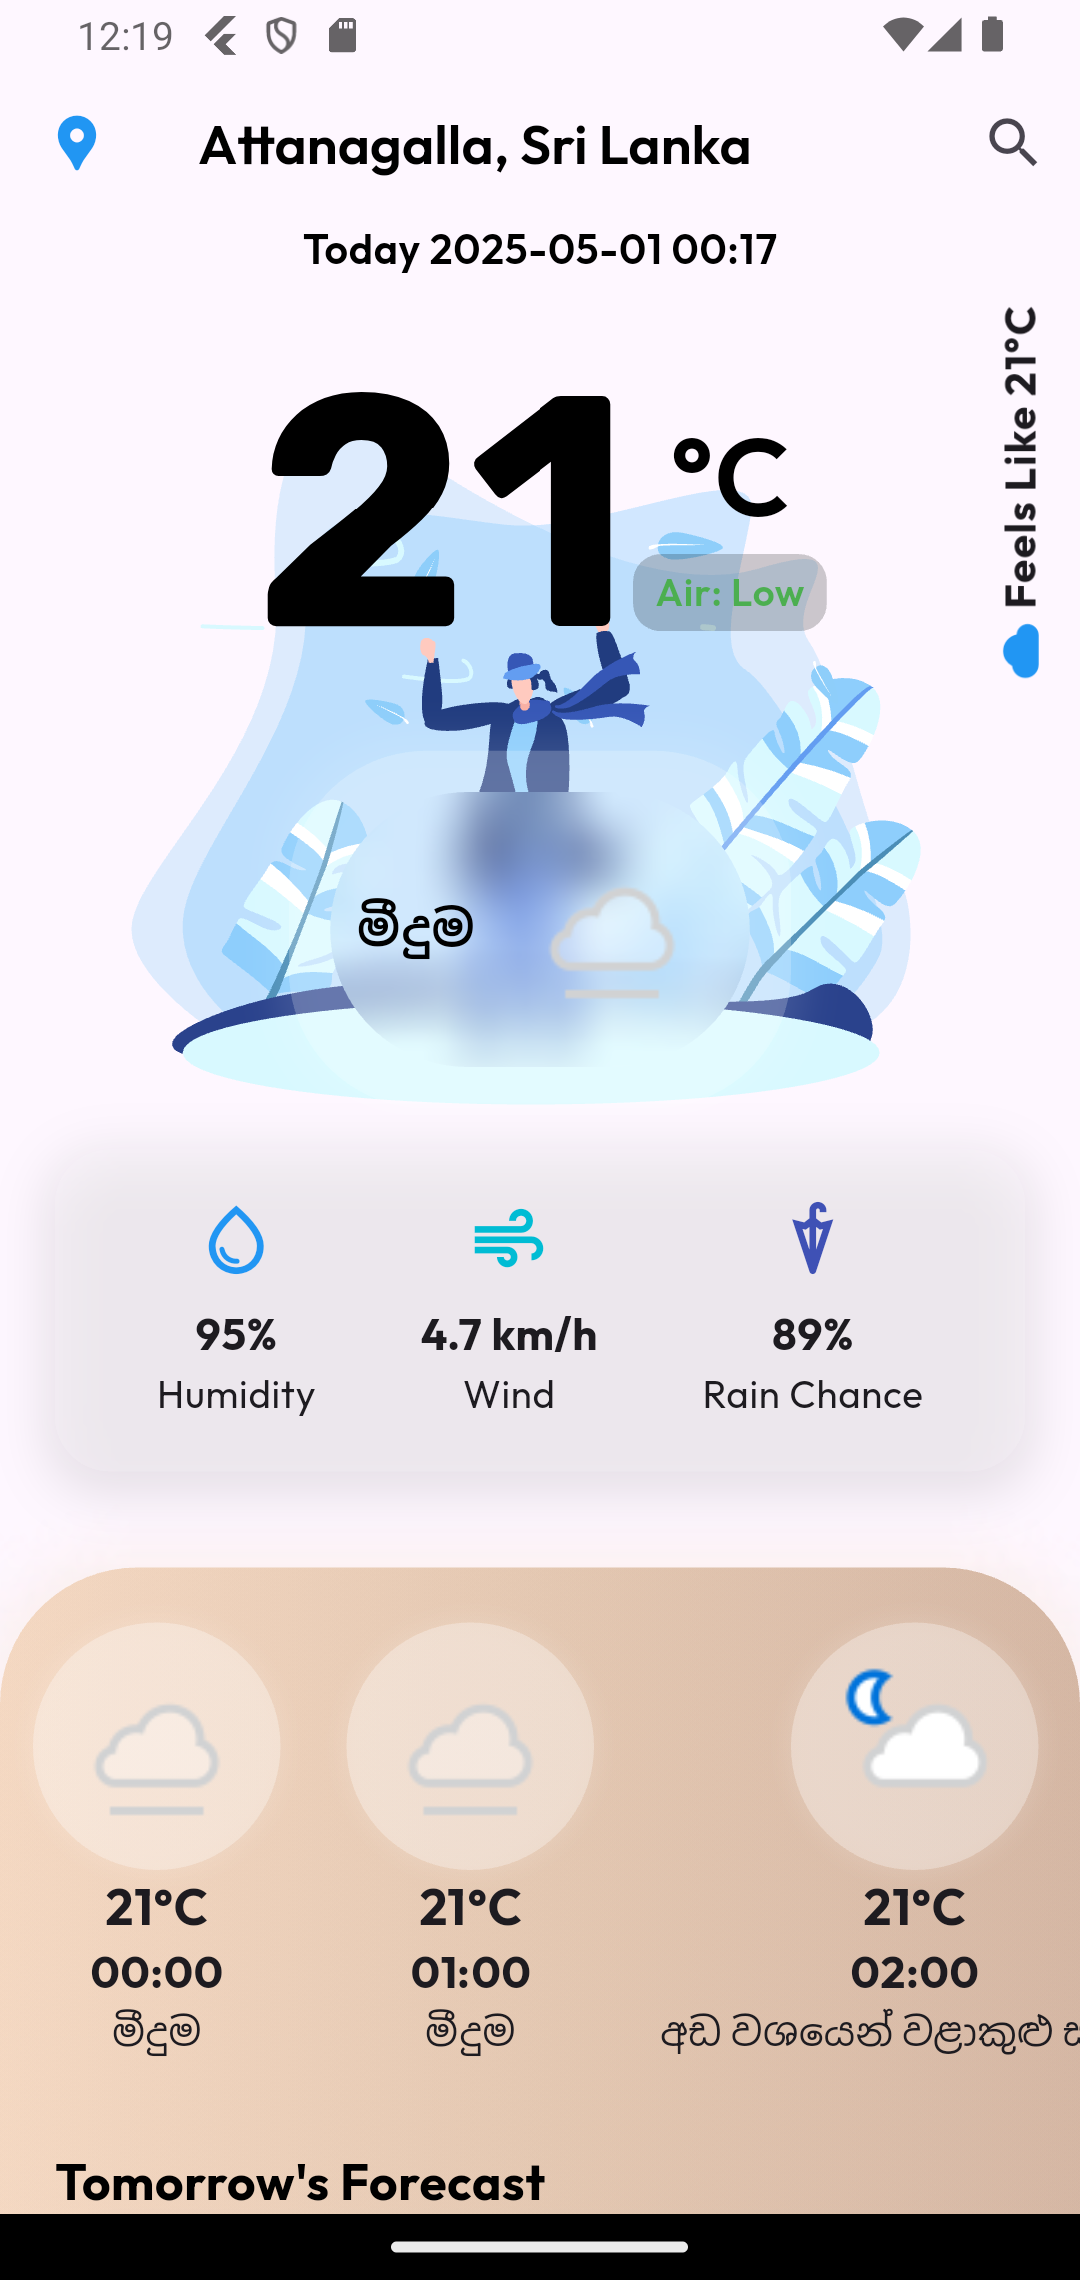 12:19
Attanagalla, Sri Lanka
Today 2025-05-01 00:17
Feels Like 21°C
21 °C
Air: Low
මීදුම
95% 4.7 km/h 89%
Humidity Wind Rain Chance
21°C 21°C 21°C
00:00 01:00 02:00
මීදුම මීදුම අඩ වශයෙන් වළාකුළු
Tomorrow's Forecast